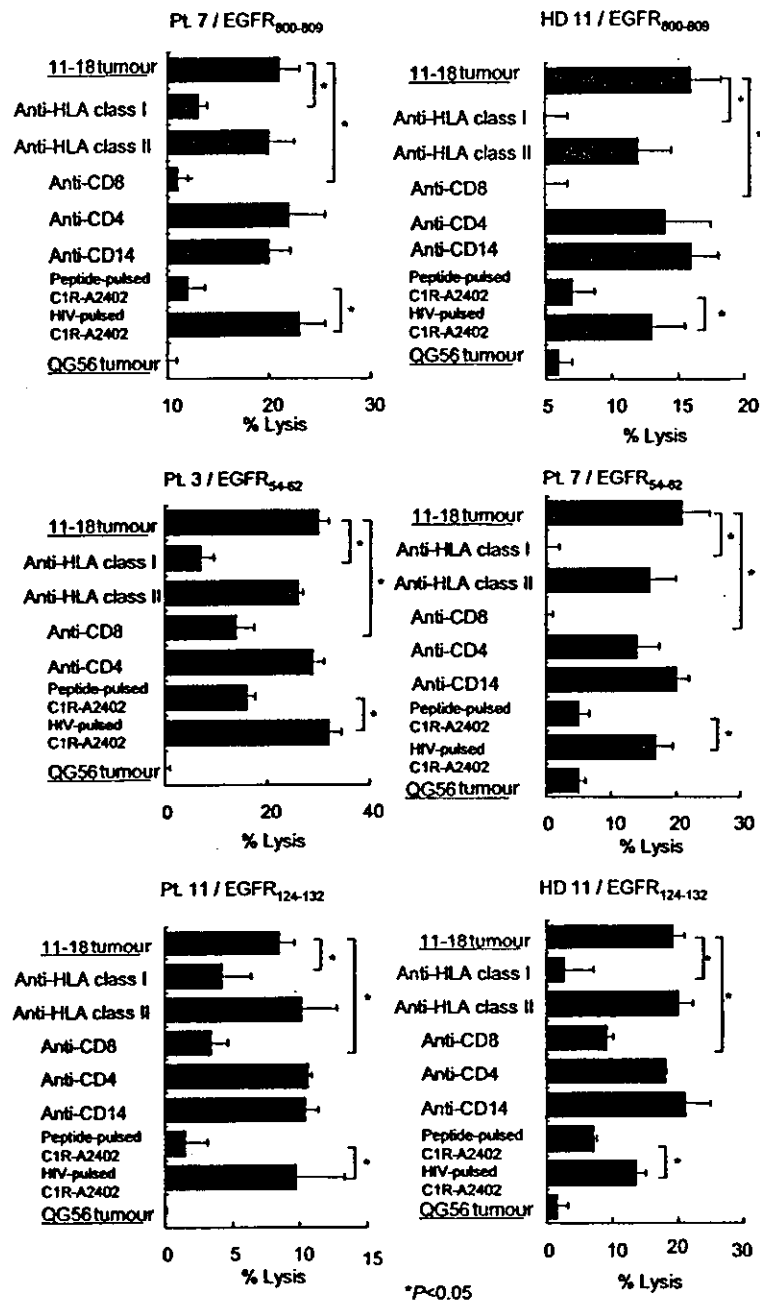 Pt. 7 / EGFR800-809
11-18 tumour
Anti-HLA class I
Anti-HLA class II
Anti-CD8
Anti-CD4
Anti-CD14
Peptide-pulsed
C1R-A2402
HIV-pulsed
C1R-A2402
QG56 tumour
*
*
*
10 20 30
% Lysis
HD 11 / EGFR800-809
11-18 tumour
Anti-HLA class I
Anti-HLA class II
Anti-CD8
Anti-CD4
Anti-CD14
Peptide-pulsed
C1R-A2402
HIV-pulsed
C1R-A2402
QG56 tumour
*
*
*
5 10 15 20
% Lysis
Pt. 3 / EGFR54-62
11-18 tumour
Anti-HLA class I
Anti-HLA class II
Anti-CD8
Anti-CD4
Peptide-pulsed
C1R-A2402
HIV-pulsed
C1R-A2402
QG56 tumour
*
*
*
0 20 40
% Lysis
Pt. 7 / EGFR54-62
11-18 tumour
Anti-HLA class I
Anti-HLA class II
Anti-CD8
Anti-CD4
Anti-CD14
Peptide-pulsed
C1R-A2402
HIV-pulsed
C1R-A2402
QG56 tumour
*
*
*
0 10 20 30
% Lysis
Pt. 11 / EGFR124-132
11-18 tumour
Anti-HLA class I
Anti-HLA class II
Anti-CD8
Anti-CD4
Anti-CD14
Peptide-pulsed
C1R-A2402
HIV-pulsed
C1R-A2402
QG56 tumour
*
*
*
0 5 10 15
% Lysis
HD 11 / EGFR124-132
11-18 tumour
Anti-HLA class I
Anti-HLA class II
Anti-CD8
Anti-CD4
Anti-CD14
Peptide-pulsed
C1R-A2402
HIV-pulsed
C1R-A2402
QG56 tumour
*
*
*
0 10 20 30
% Lysis
*P<0.05